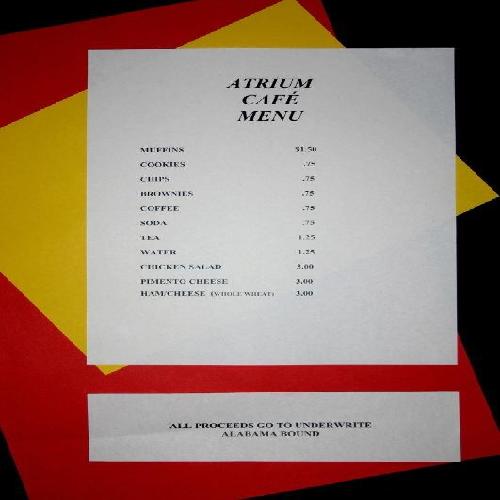 ATRIUM
CAFÉ
MENU
MUFFINS $1.50
COOKIES .75
CHIPS .75
BROWNIES .75
COFFEE .75
SODA .75
TEA 1.25
WATER 1.25
CHICKEN SALAD 3.00
PIMENTO CHEESE 3.00
HAM/CHEESE (WHOLE WHEAT) 3.00
ALL PROCEEDS GO TO UNDERWRITE
ALABAMA BOUND